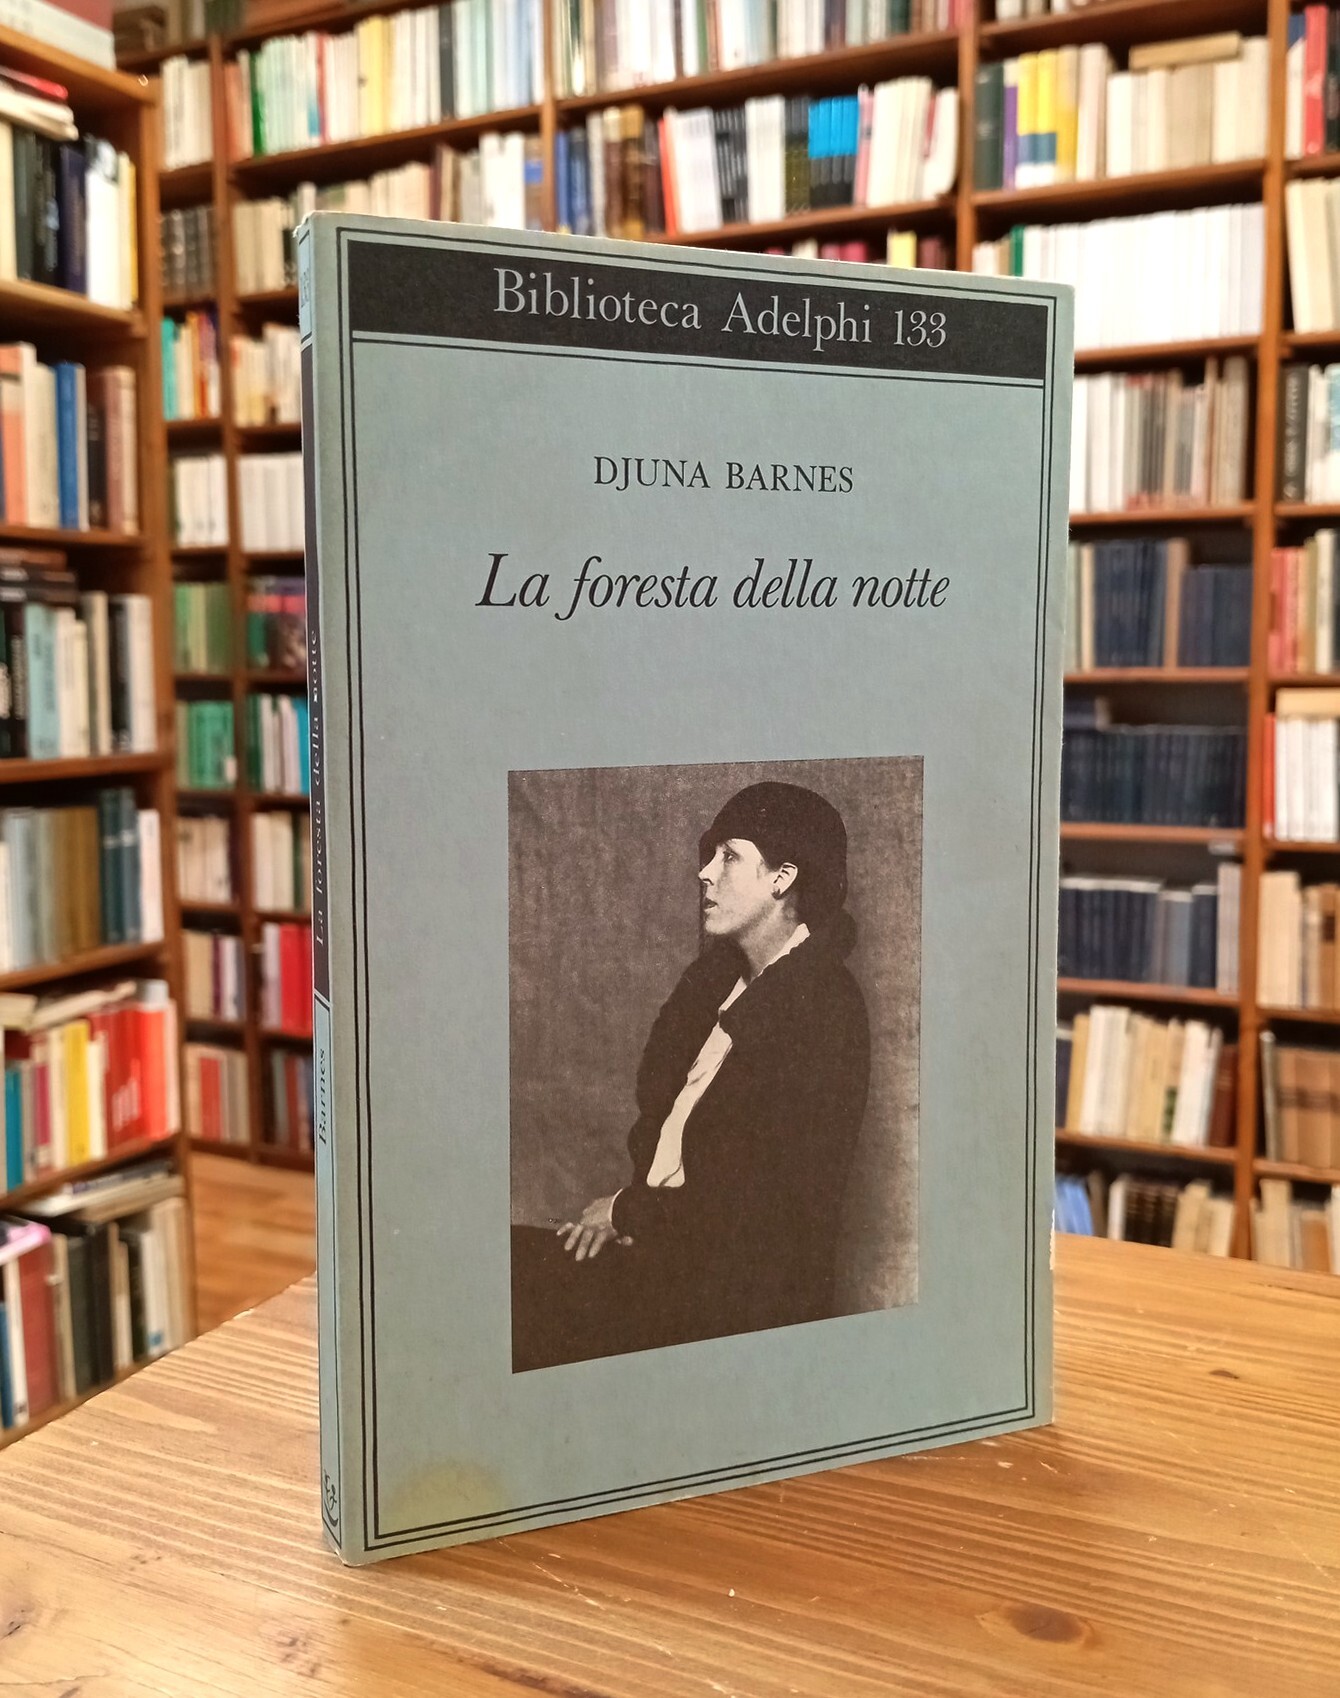 Biblioteca Adelphi 133
DJUNA BARNES
La foresta della notte
La foresta della notte
Barnes